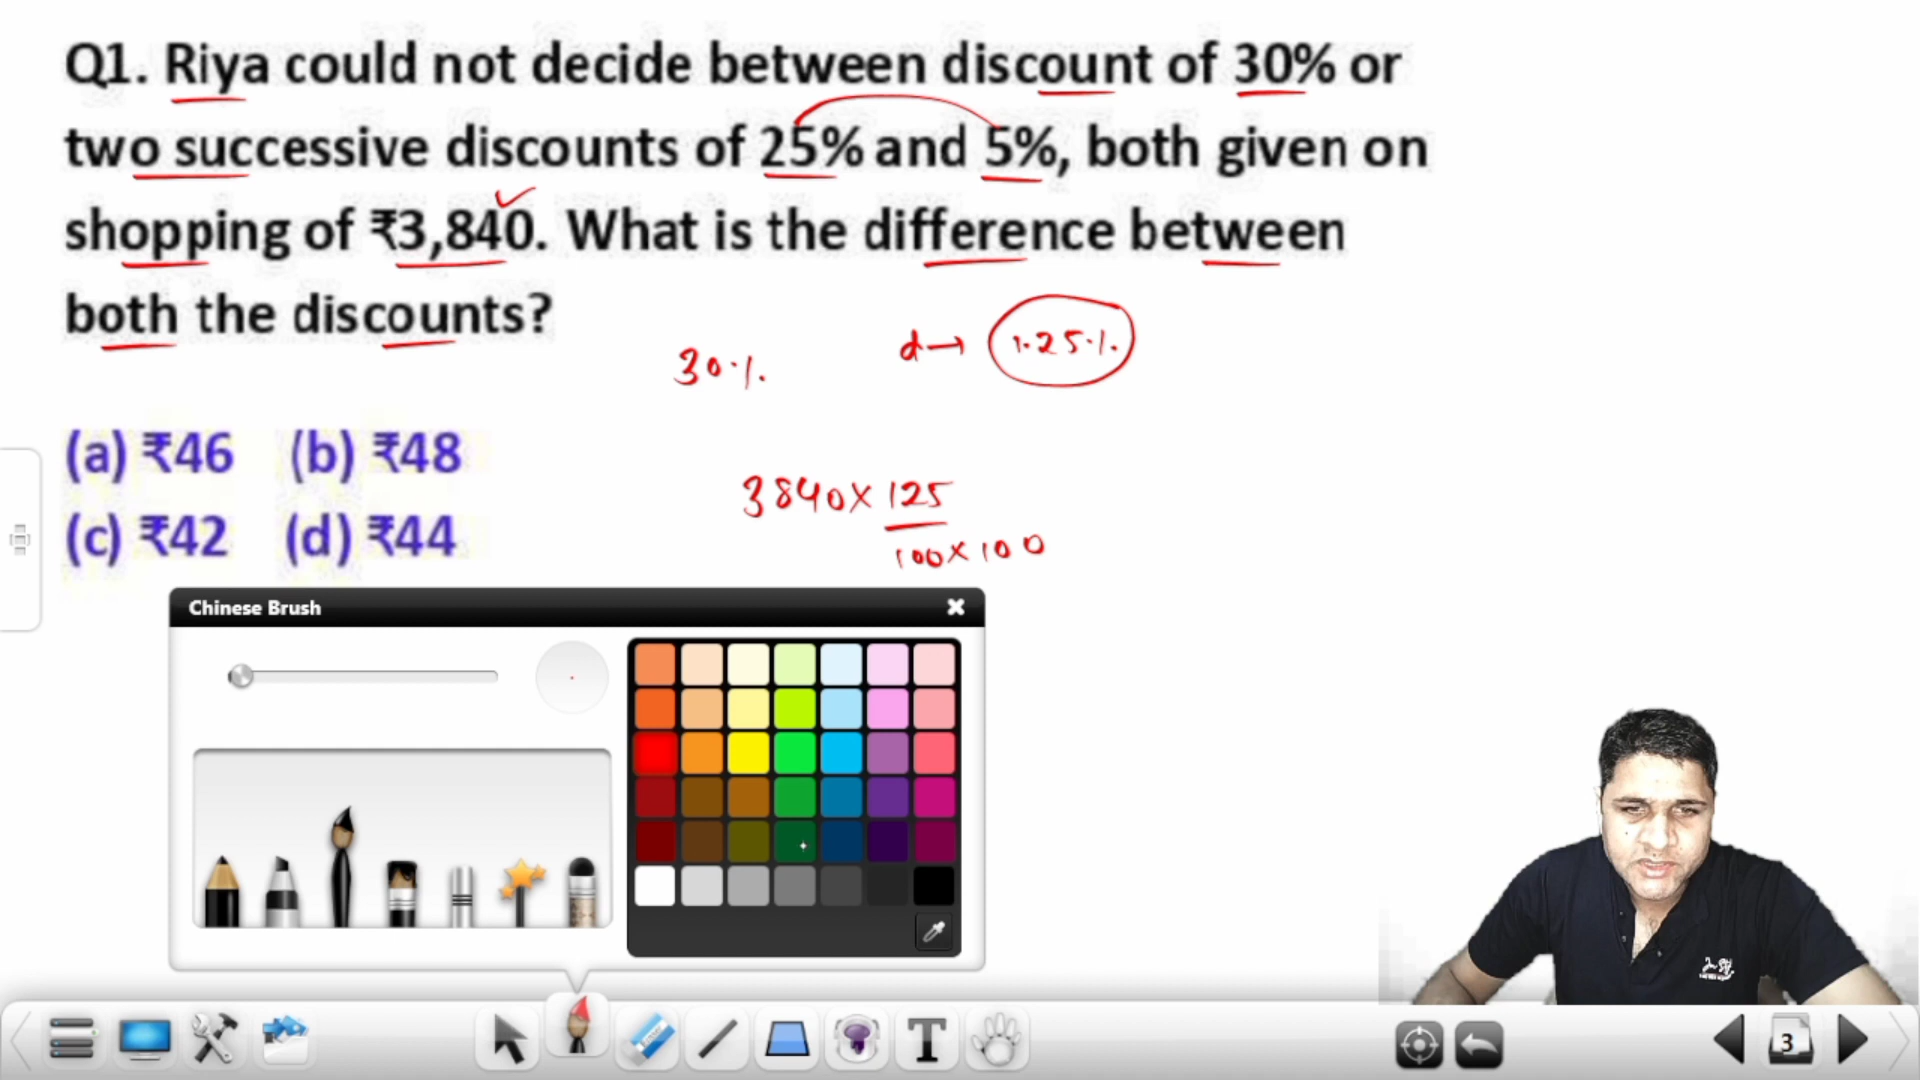 Q1. Riya could not decide between discount of 30% or
two successive discounts of 25% and 5%, both given on
shopping of ₹3,840. What is the difference between
both the discounts?
30% d→ 1.25%
(a) ₹46 (b) ₹48
3840×125
(c) ₹42 (d) ₹44
100×100
Chinese Brush
T
3